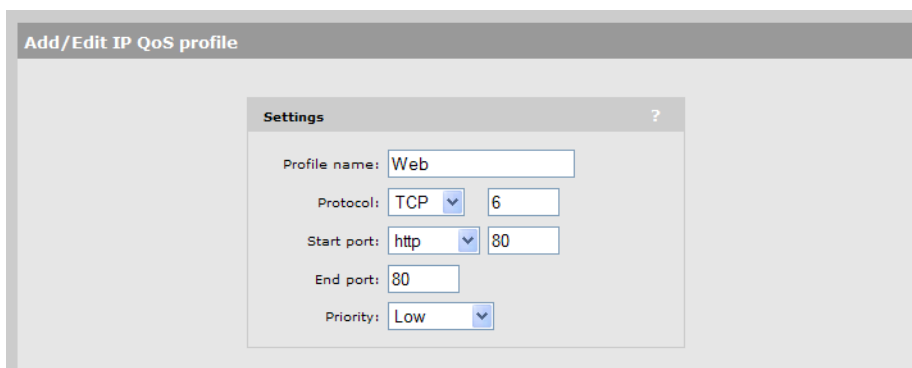 Add/Edit IP QoS profile
Settings ?
Profile name: Web
Protocol: TCP 6
Start port: http 80
End port: 80
Priority: Low